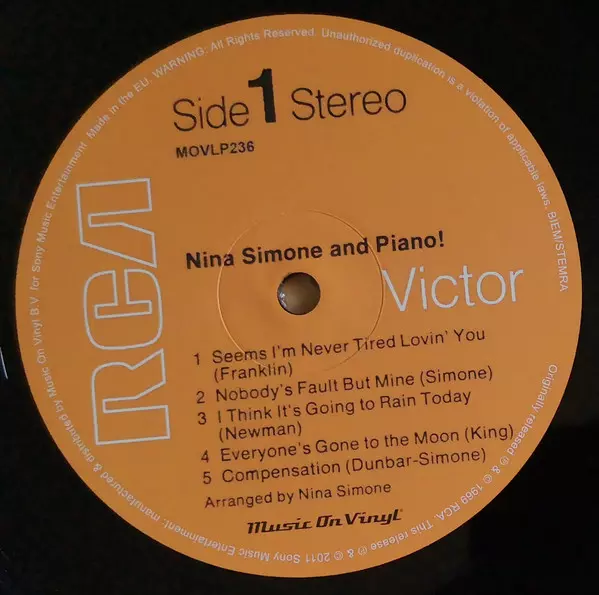 Side 1 Stereo
MOVLP236
RCA
Nina Simone and Piano!
Victor
1 Seems I'm Never Tired Lovin' You
(Franklin)
2 Nobody's Fault But Mine (Simone)
3 I Think It's Going to Rain Today
(Newman)
4 Everyone's Gone to the Moon (King)
5 Compensation (Dunbar-Simone)
Arranged by Nina Simone
Music On Vinyl
Music Entertainment, manufactured & distributed by Music On Vinyl B.V. for Sony Music Entertainment. Made in the EU. WARNING: All Rights Reserved. Unauthorized duplication is a violation of applicable laws. BIEM/STEMRA
Originally released ℗ & © 1969 RCA. This release ℗ & © 2011 Sony Music Entertainment.